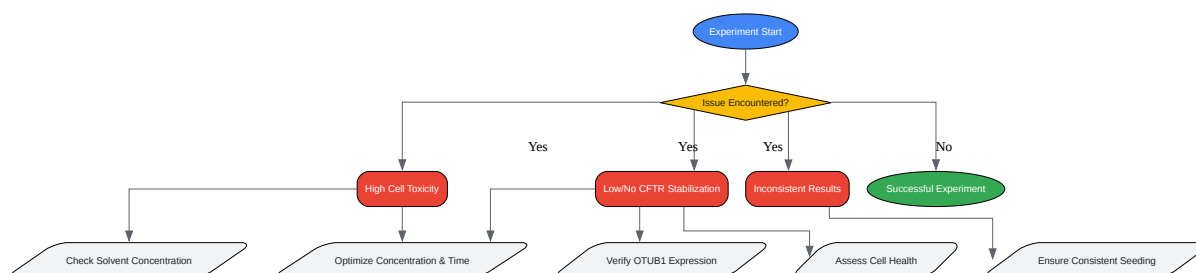 Experiment Start
Issue Encountered?
Yes
Yes
Yes
No
High Cell Toxicity
Low/No CFTR Stabilization
Inconsistent Results
Successful Experiment
Check Solvent Concentration
Optimize Concentration & Time
Verify OTUB1 Expression
Assess Cell Health
Ensure Consistent Seeding